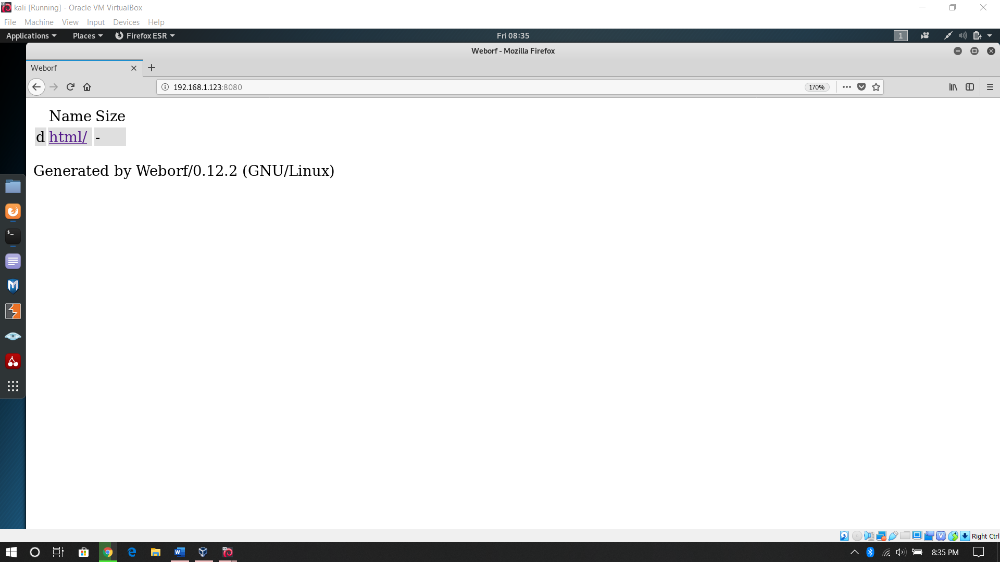 kali [Running] - Oracle VM VirtualBox
File Machine View Input Devices Help
Applications Places Firefox ESR Fri 08:35 1
Weborf - Mozilla Firefox
Weborf
192.168.1.123:8080 170%
Name Size
d html/ -
Generated by Weborf/0.12.2 (GNU/Linux)
Right Ctrl
8:35 PM